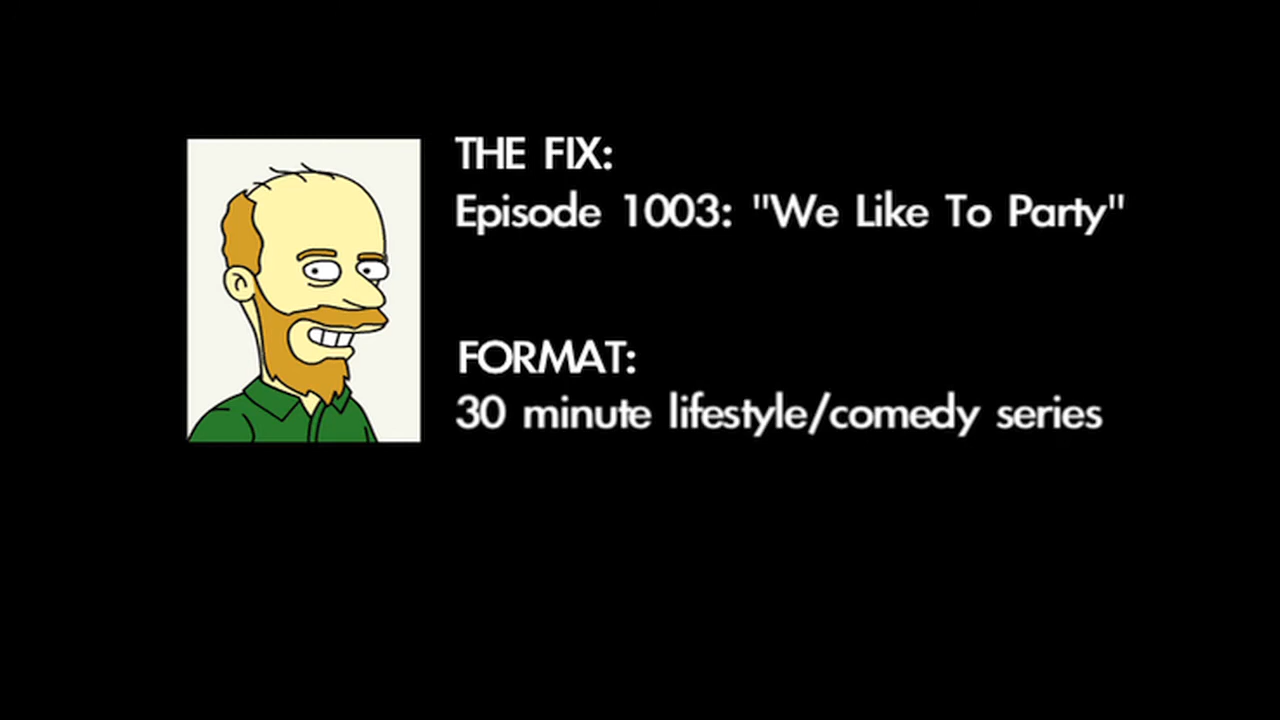 THE FIX:
Episode 1003: "We Like To Party"
FORMAT:
30 minute lifestyle/comedy series